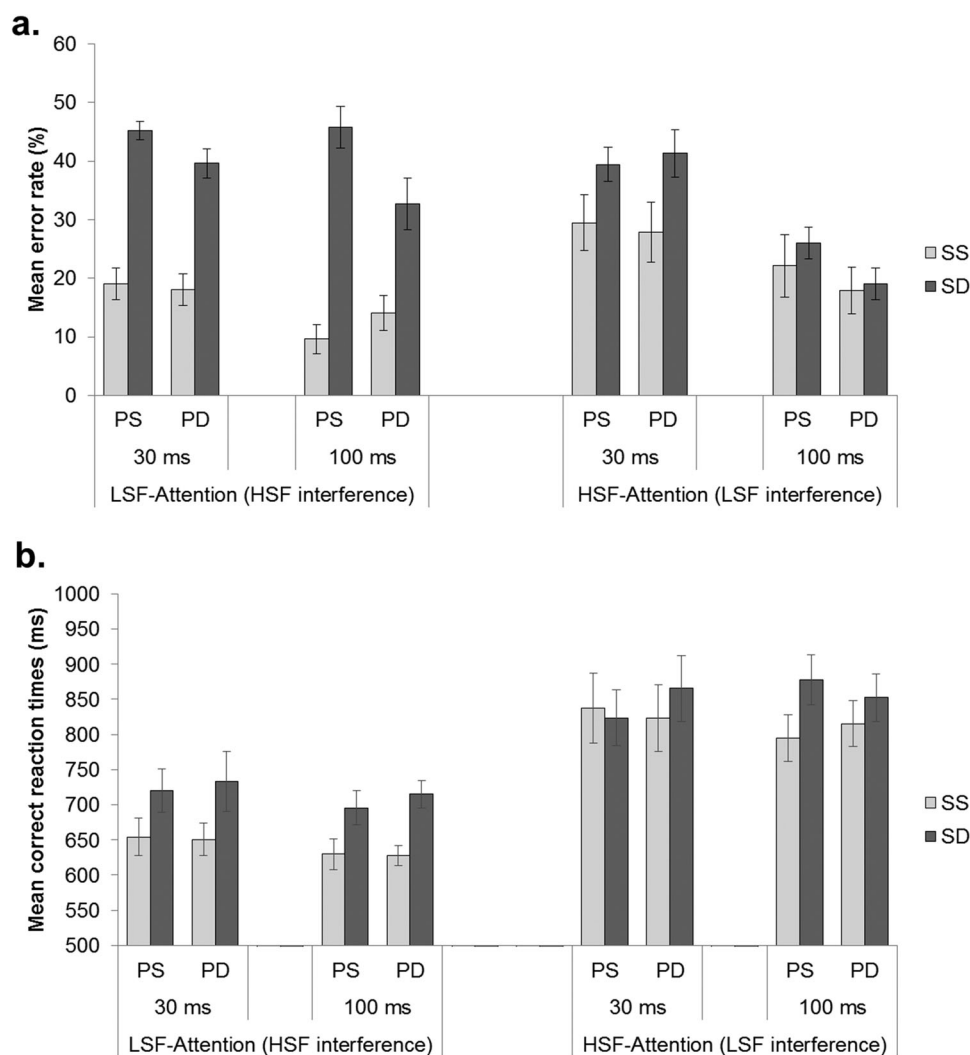 a.
Mean error rate (%)
60
50
40
30
20
10
0
PS PD PS PD PS PD PS PD
30 ms 100 ms 30 ms 100 ms
LSF-Attention (HSF interference) HSF-Attention (LSF interference)
SS
SD
b.
Mean correct reaction times (ms)
1000
950
900
850
800
750
700
650
600
550
500
PS PD PS PD PS PD PS PD
30 ms 100 ms 30 ms 100 ms
LSF-Attention (HSF interference) HSF-Attention (LSF interference)
SS
SD